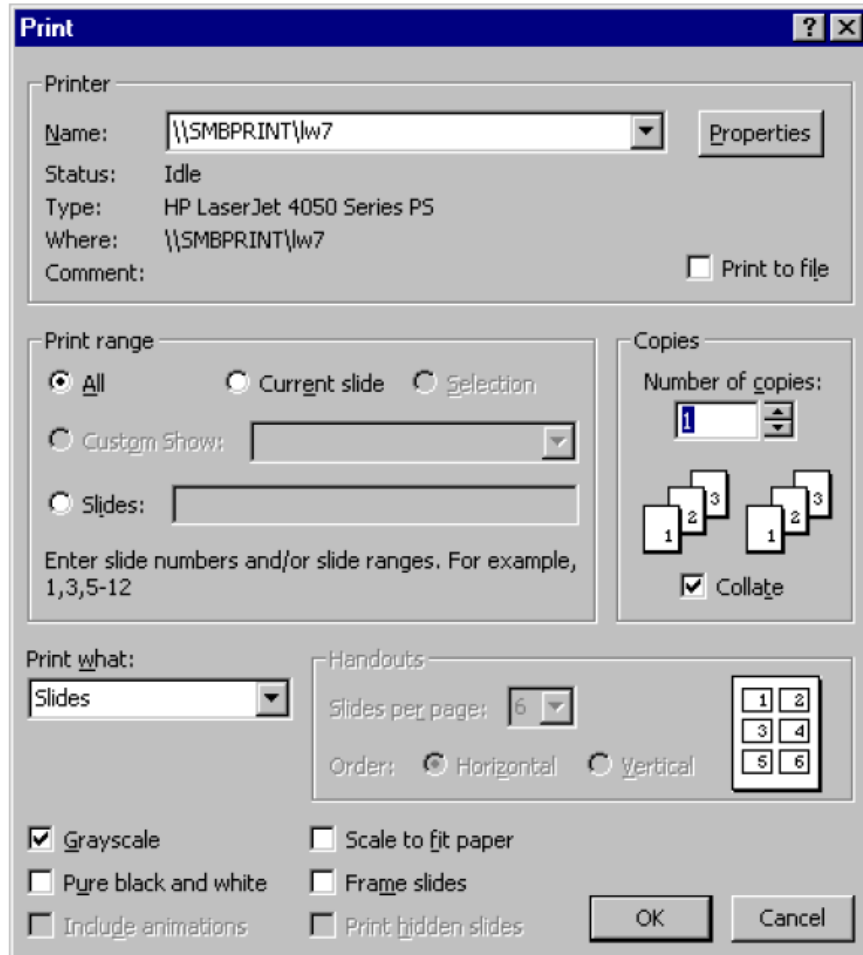 Print
Printer
Name: \\SMBPRINT\lw7 Properties
Status: Idle
Type: HP LaserJet 4050 Series PS
Where: \\SMBPRINT\lw7
Comment: Print to file
Print range
All Current slide Selection
Custom Show:
Slides:
Enter slide numbers and/or slide ranges. For example,
1,3,5-12
Copies
Number of copies:
1
1 2 3 1 2 3
Collate
Print what:
Slides
Handouts
Slides per page: 6
Order: Horizontal Vertical
1 2
3 4
5 6
Grayscale Scale to fit paper
Pure black and white Frame slides
Include animations Print hidden slides
OK Cancel